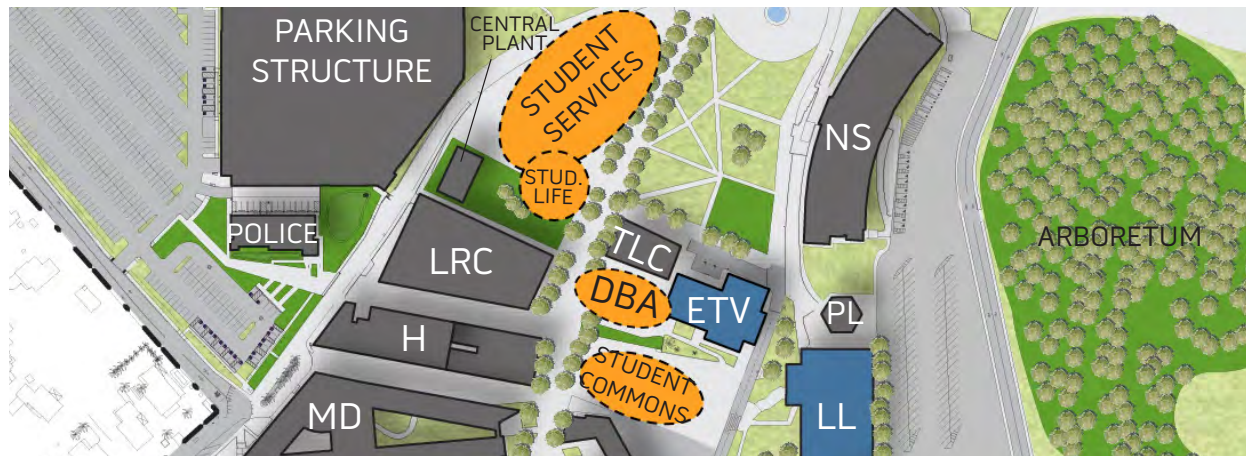 PARKING
STRUCTURE
CENTRAL
PLANT
STUDENT
SERVICES
NS
STUD.
LIFE
POLICE
LRC
TLC
ARBORETUM
DBA
ETV
PL
H
STUDENT
COMMONS
MD
LL